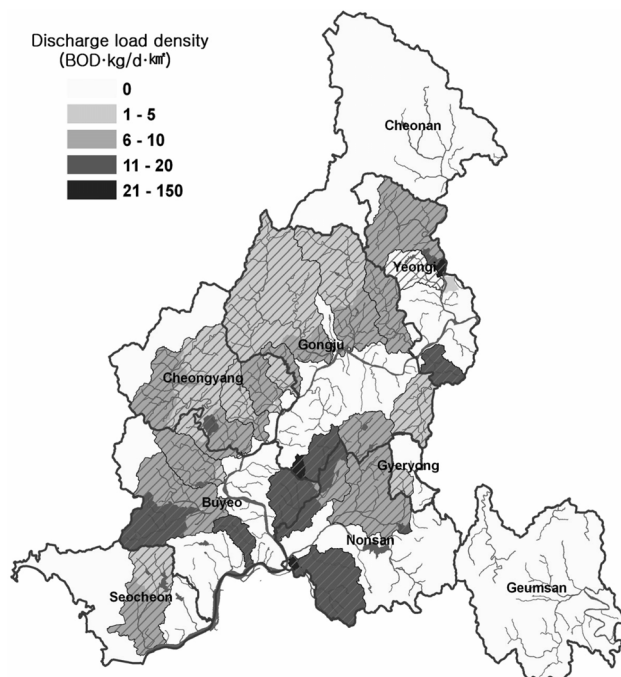 Discharge load density
(BOD·kg/d·㎢)
0
1 - 5
6 - 10
11 - 20
21 - 150
Cheonan
Yeongi
Gongju
Cheongyang
Gyeryong
Buyeo
Nonsan
Seocheon
Geumsan